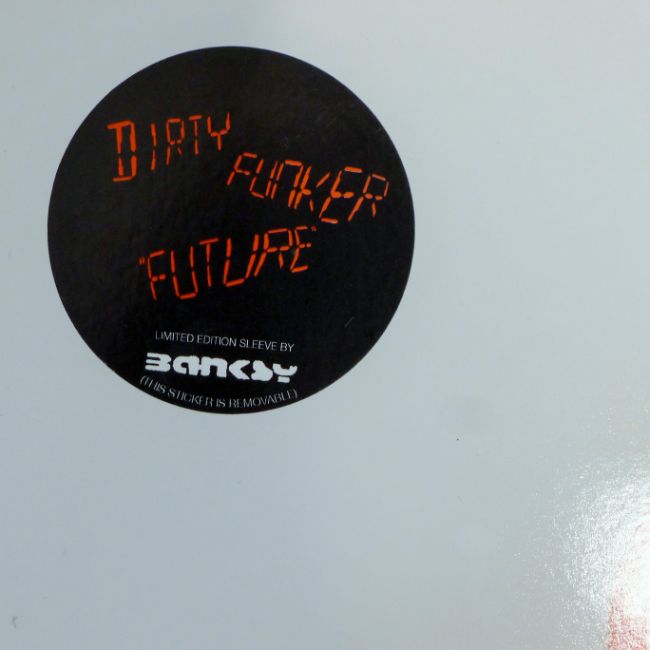 DIRTY
FUNKER
"FUTURE"
LIMITED EDITION SLEEVE BY
BANKSY
(THIS STICKER IS REMOVABLE)